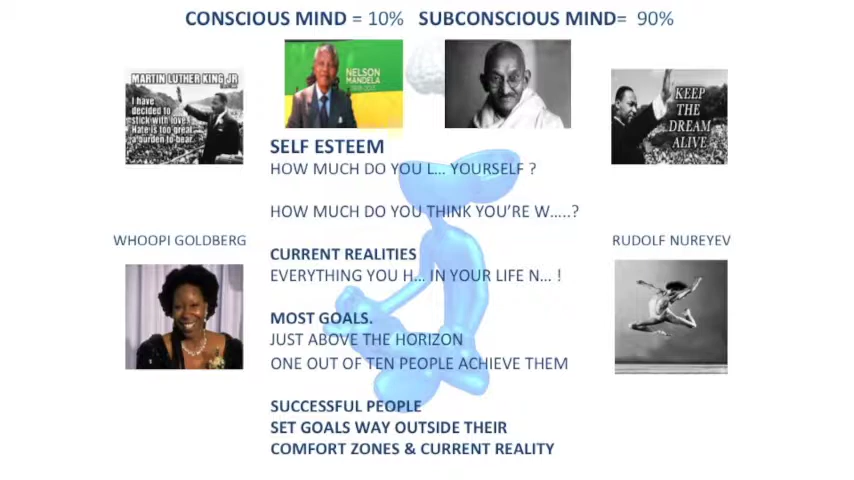 CONSCIOUS MIND = 10% SUBCONSCIOUS MIND= 90%
MARTIN LUTHER KING JR
I have
decided to
stick with love.
Hate is too great
a burden to bear.
NELSON
MANDELA
KEEP
THE
DREAM
ALIVE
SELF ESTEEM
HOW MUCH DO YOU L... YOURSELF ?
HOW MUCH DO YOU THINK YOU'RE W.....?
WHOOPI GOLDBERG
RUDOLF NUREYEV
CURRENT REALITIES
EVERYTHING YOU H... IN YOUR LIFE N... !
MOST GOALS.
JUST ABOVE THE HORIZON
ONE OUT OF TEN PEOPLE ACHIEVE THEM
SUCCESSFUL PEOPLE
SET GOALS WAY OUTSIDE THEIR
COMFORT ZONES & CURRENT REALITY